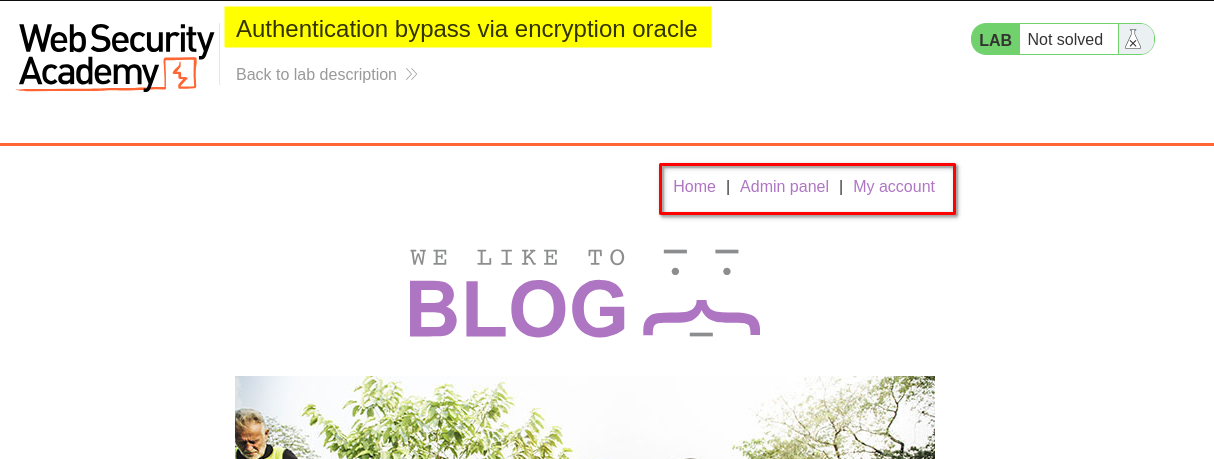 Web Security
Academy
Authentication bypass via encryption oracle
Back to lab description
LAB Not solved
Home | Admin panel | My account
WE LIKE TO
BLOG